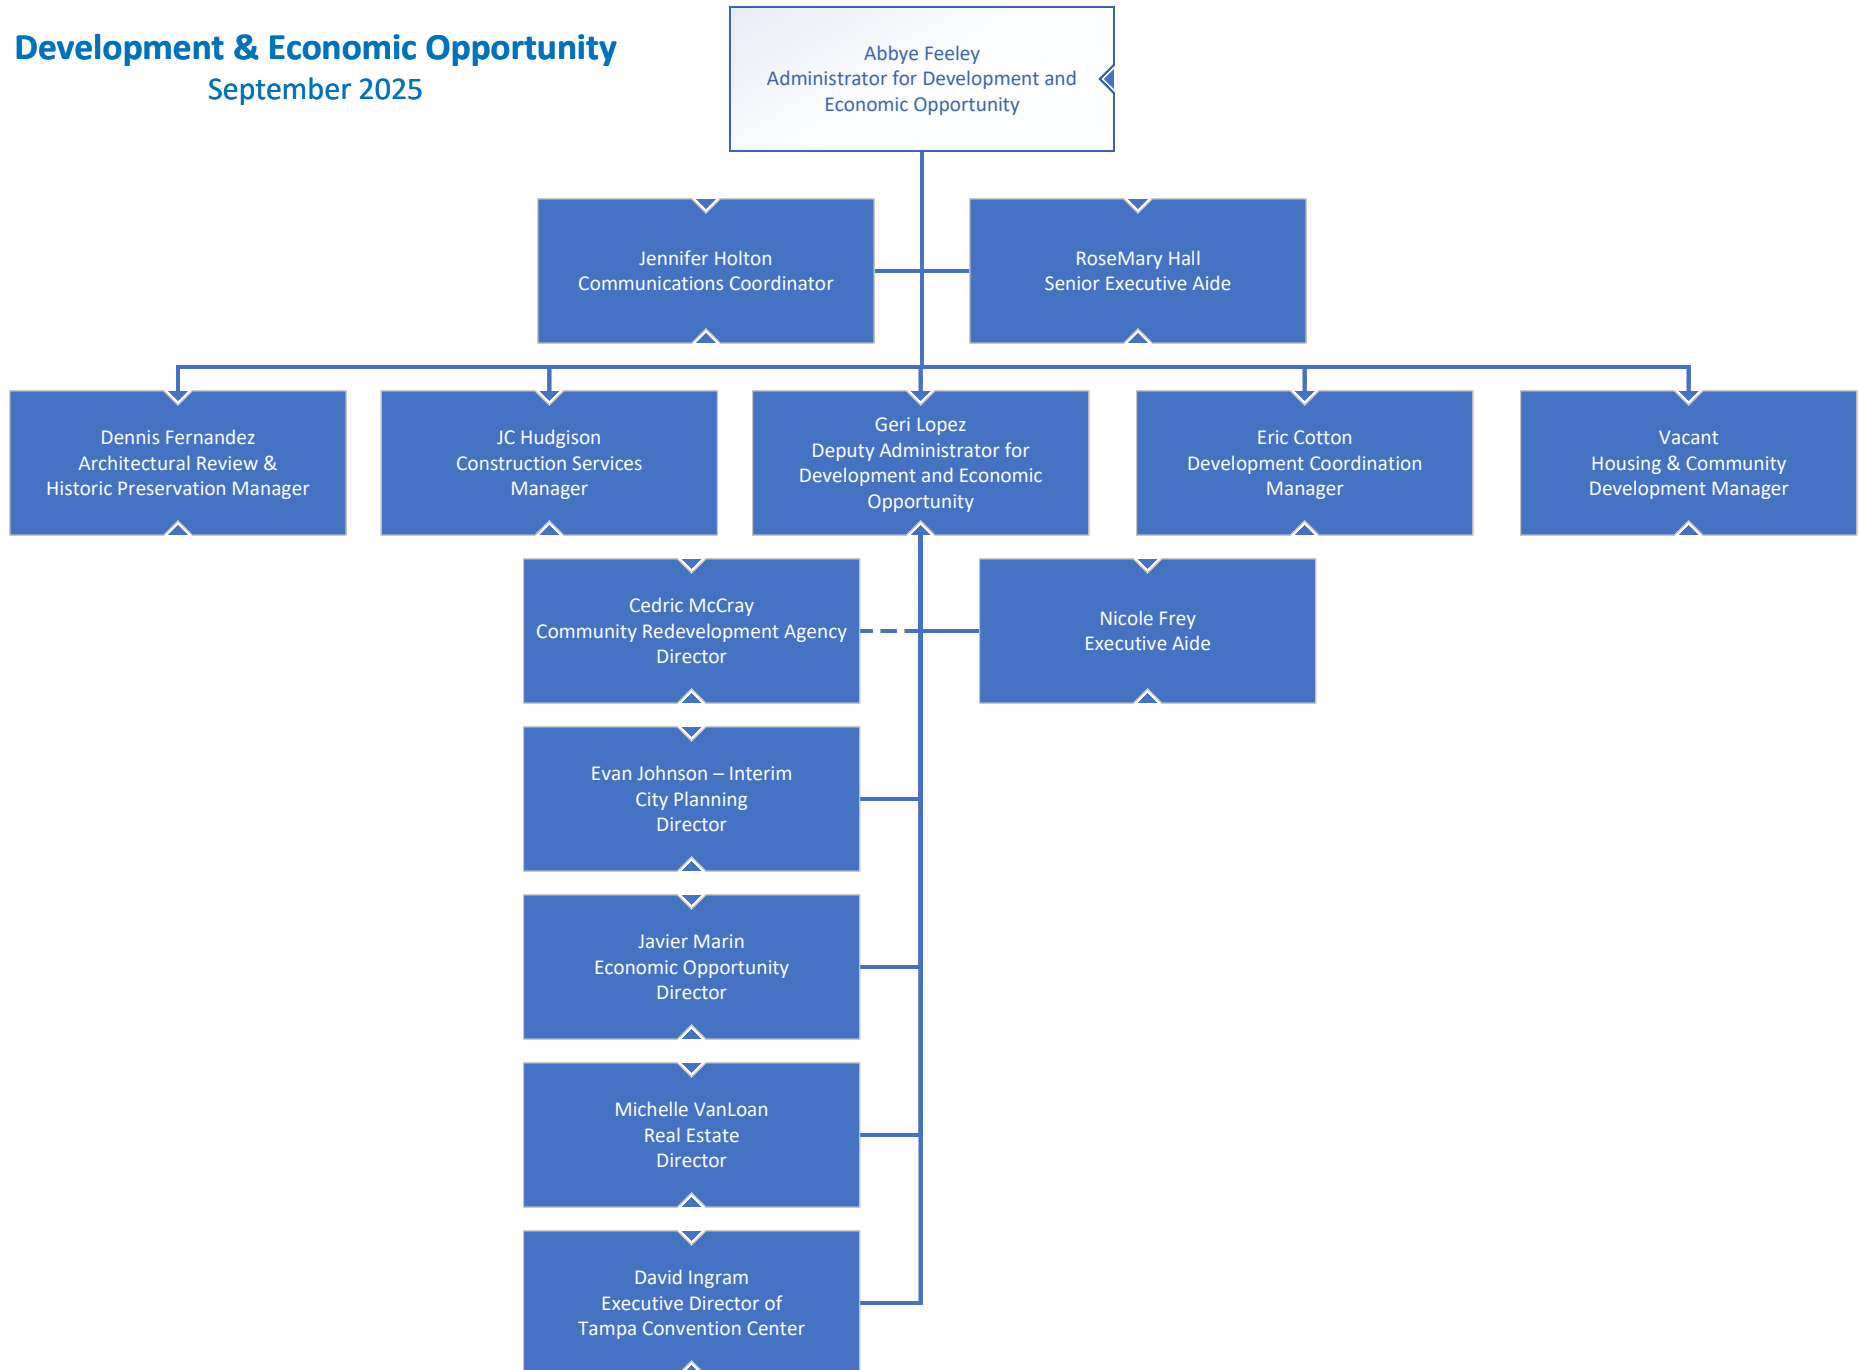 Development & Economic Opportunity
September 2025
Abbye Feeley
Administrator for Development and
Economic Opportunity
Jennifer Holton
Communications Coordinator
RoseMary Hall
Senior Executive Aide
Dennis Fernandez
Architectural Review &
Historic Preservation Manager
JC Hudgison
Construction Services
Manager
Geri Lopez
Deputy Administrator for
Development and Economic
Opportunity
Eric Cotton
Development Coordination
Manager
Vacant
Housing & Community
Development Manager
Cedric McCray
Community Redevelopment Agency
Director
Nicole Frey
Executive Aide
Evan Johnson – Interim
City Planning
Director
Javier Marin
Economic Opportunity
Director
Michelle VanLoan
Real Estate
Director
David Ingram
Executive Director of
Tampa Convention Center